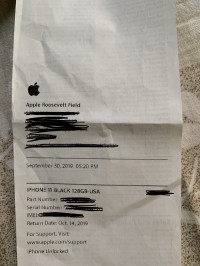 Apple Roosevelt Field
September 30, 2019 05:20 PM
IPHONE 11 BLACK 128GB-USA
Part Number:
Serial Number:
Return Date: Oct. 14, 2019
For Support, Visit:
www.apple.com/support
iPhone Unlocked